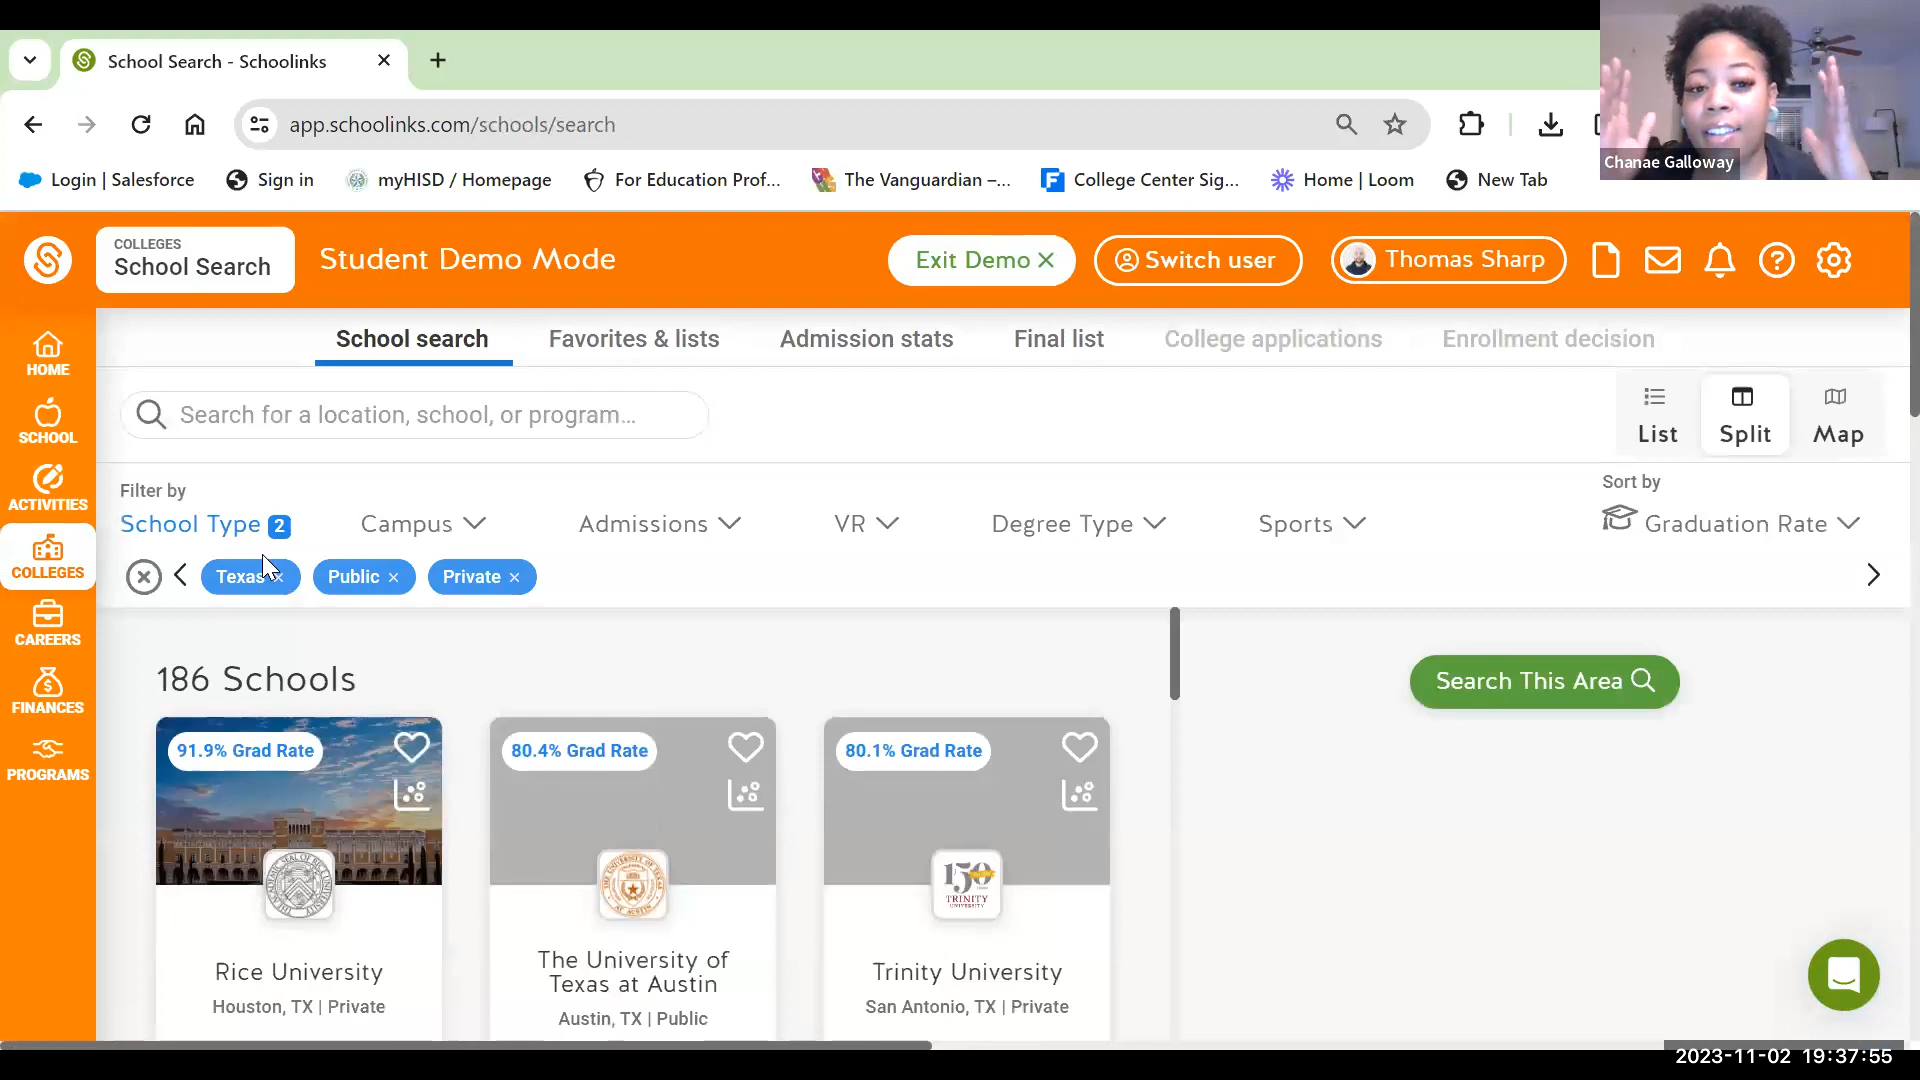 School Search - Schoolinks
app.schoolinks.com/schools/search
Chanae Galloway
Login | Salesforce
Sign in
myHISD / Homepage
For Education Prof...
The Vanguardian –...
College Center Sig...
Home | Loom
New Tab
COLLEGES
School Search
Student Demo Mode
Exit Demo ×
Switch user
Thomas Sharp
HOME
SCHOOL
ACTIVITIES
COLLEGES
CAREERS
FINANCES
PROGRAMS
School search
Favorites & lists
Admission stats
Final list
College applications
Enrollment decision
Search for a location, school, or program...
List
Split
Map
Filter by
School Type 2
Campus
Admissions
VR
Degree Type
Sports
Sort by
Graduation Rate
Texas ×
Public ×
Private ×
186 Schools
Search This Area
91.9% Grad Rate
Rice University
Houston, TX | Private
80.4% Grad Rate
The University of
Texas at Austin
Austin, TX | Public
80.1% Grad Rate
150
TRINITY
UNIVERSITY
Trinity University
San Antonio, TX | Private
2023-11-02 19:37:55